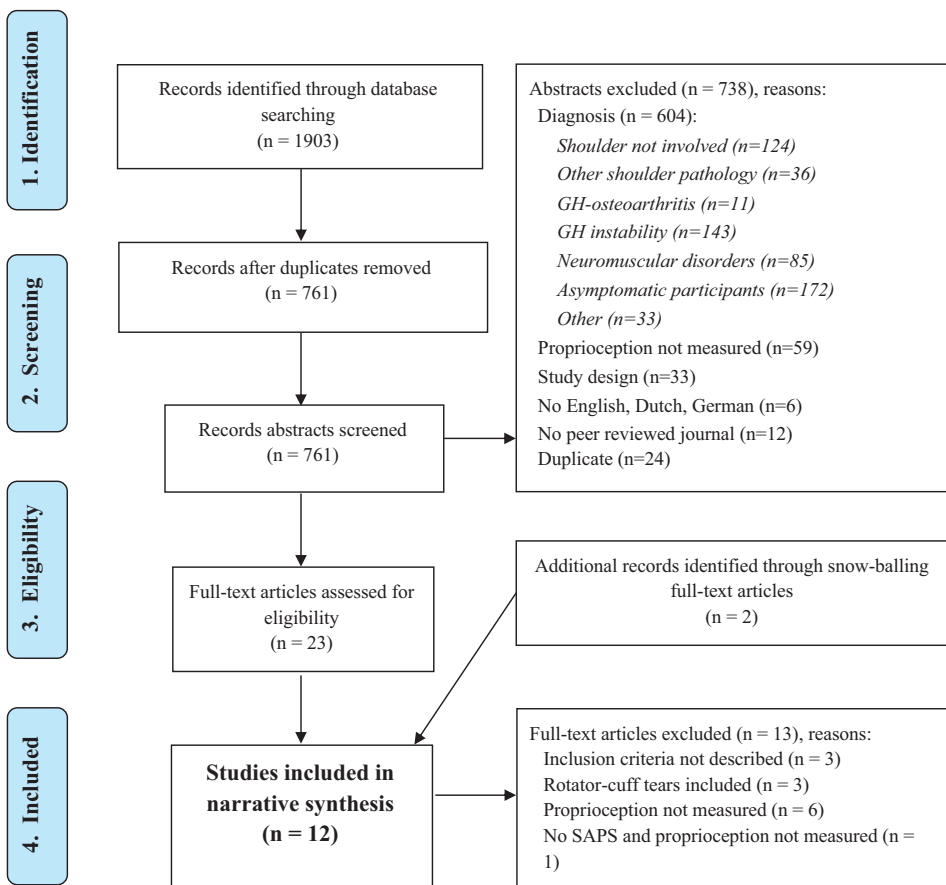 1. Identification
Records identified through database
searching
(n = 1903)
Records after duplicates removed
(n = 761)
2. Screening
Records abstracts screened
(n = 761)
Abstracts excluded (n = 738), reasons:
Diagnosis (n = 604):
Shoulder not involved (n=124)
Other shoulder pathology (n=36)
GH-osteoarthritis (n=11)
GH instability (n=143)
Neuromuscular disorders (n=85)
Asymptomatic participants (n=172)
Other (n=33)
Proprioception not measured (n=59)
Study design (n=33)
No English, Dutch, German (n=6)
No peer reviewed journal (n=12)
Duplicate (n=24)
3. Eligibility
Full-text articles assessed for
eligibility
(n = 23)
Additional records identified through snow-balling
full-text articles
(n = 2)
4. Included
Studies included in
narrative synthesis
(n = 12)
Full-text articles excluded (n = 13), reasons:
Inclusion criteria not described (n = 3)
Rotator-cuff tears included (n = 3)
Proprioception not measured (n = 6)
No SAPS and proprioception not measured (n =
1)